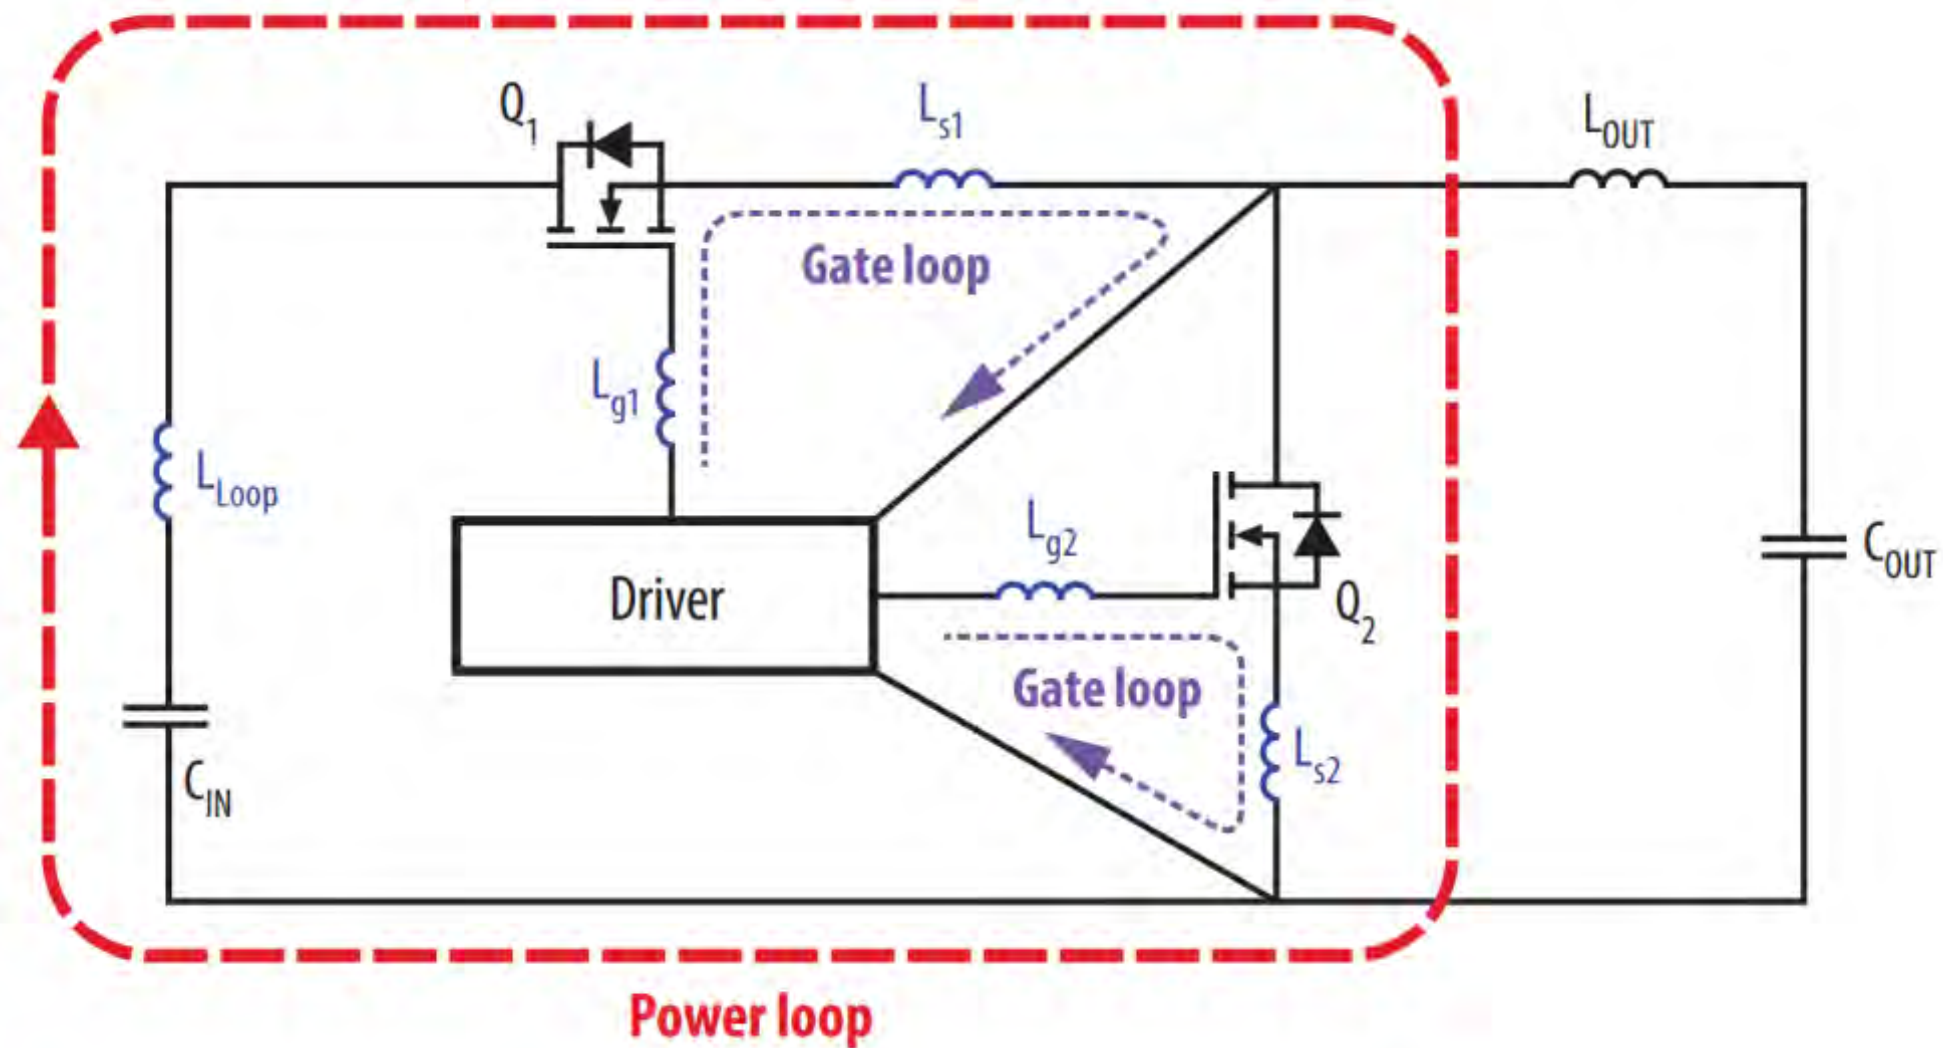 Q1
Ls1
LOUT
Gate loop
Lg1
LLoop
Lg2
COUT
Driver
Q2
Gate loop
Ls2
CIN
Power loop